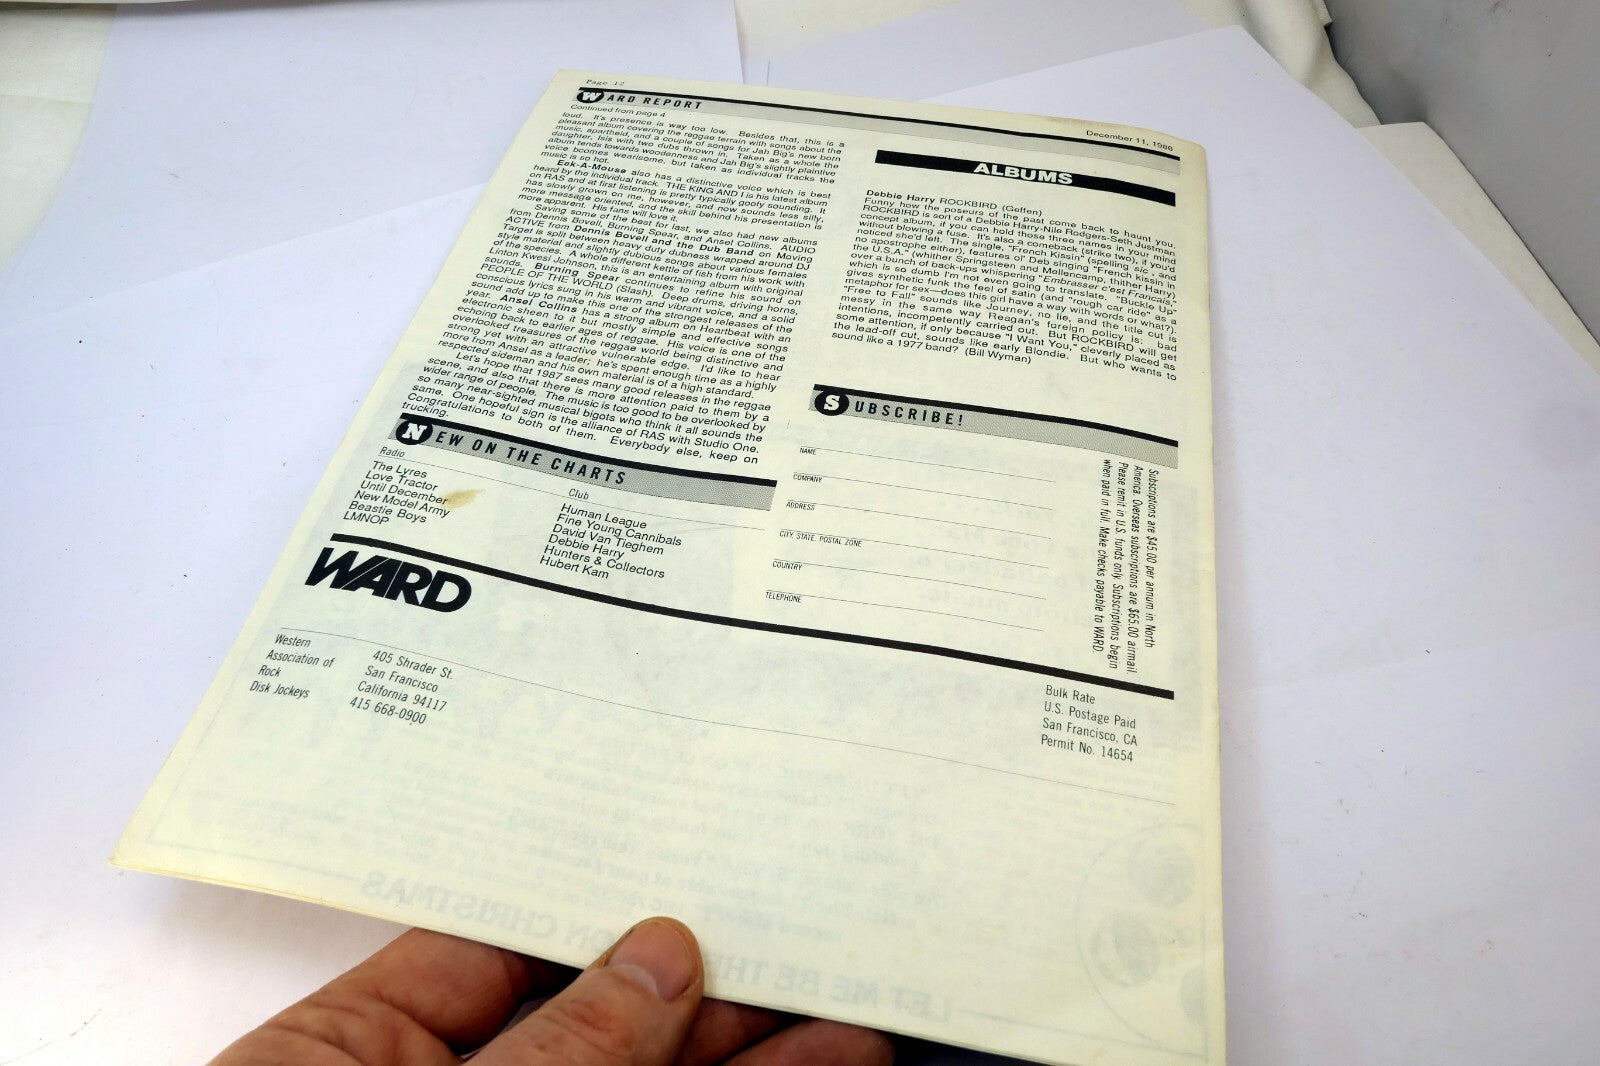 Page 12
December 11, 1986
WARD REPORT
Continued from page 4
loud. It's presence is way too low. Besides that, this is a
pleasant album covering the reggae terrain with songs about the
music, apartheid, and a couple of songs for Jah Big's new born
daughter, Isis with two dubs thrown in. Taken as a whole the
album tends towards woodenness and Jah Big's slightly plaintive
voice bcomes wearisome, but taken as individual tracks the
music is so hot.
Eek-A-Mouse also has a distinctive voice which is best
heard by the individual track. THE KING AND I is his latest album
on RAS and at first listening is pretty typically goofy sounding. It
has slowly grown on me, however, and now sounds less silly,
more message oriented, and the skill behind his presentation is
more apparent. His fans will love it.
Saving some of the best for last, we also had new albums
from Dennis Bovell, Burning Spear, and Ansel Collins. AUDIO
ACTIVE from Dennis Bovell and the Dub Band on Moving
Target is split between heavy duty dubness wrapped around DJ
style material and slightly dubious songs about various females
of the species. A whole different kettle of fish from his work with
Linton Kwesi Johnson, this is an entertaining album with original
sounds. Burning Spear continues to refine his sound on
PEOPLE OF THE WORLD (Slash). Deep drums, driving horns,
conscious lyrics sung in his warm and vibrant voice, and a solid
sound add up to make this one of the strongest releases of the
year. Ansel Collins has a strong album on Heartbeat with an
electronic sheen to it but mostly simple and effective songs
echoing back to earlier ages of reggae. His voice is one of the
overlooked treasures of the reggae world being distinctive and
strong yet with an attractive vulnerable edge. I'd like to hear
more from Ansel as a leader; he's spent enough time as a highly
respected sideman and his own material is of a high standard.
Let's hope that 1987 sees many good releases in the reggae
scene, and also that there is more attention paid to them by a
wider range of people. The music is too good to be overlooked by
so many near-sighted musical bigots who think it all sounds the
same. One hopeful sign is the alliance of RAS with Studio One.
Congratulations to both of them. Everybody else, keep on
trucking.
ALBUMS
Debbie Harry ROCKBIRD (Geffen)
Funny how the poseurs of the past come back to haunt you.
ROCKBIRD is sort of a Debbie Harry-Nile Rodgers-Seth Justman
concept album, if you can hold those three names in your mind
without blowing a fuse. It's also a comeback (strike two), if you'd
noticed she'd left. The single, "French Kissin" (spelling sic - and
no apostrophe either), features ol' Deb singing "French kissin in
the U.S.A." (whither Springsteen and Mellencamp, thither Harry)
over a bunch of back-ups whispering "Embrasser c'est Francais,"
which is so dumb I'm not even going to translate. "Buckle Up"
gives synthetic funk the feel of satin (and "rough car ride" as a
metaphor for sex—does this girl have a way with words or what?).
"Free to Fall" sounds like Journey, no lie, and the title cut is
messy in the same way Reagan's foreign policy is: bad
intentions, incompetently carried out. But ROCKBIRD will get
some attention, if only because "I Want You," cleverly placed as
the lead-off cut, sounds like early Blondie. But who wants to
sound like a 1977 band? (Bill Wyman)
NEW ON THE CHARTS
Radio
The Lyres
Love Tractor
Until December
New Model Army
Beastie Boys
LMNOP
Club
Human League
Fine Young Cannibals
David Van Tieghem
Debbie Harry
Hunters & Collectors
Hubert Kam
SUBSCRIBE!
NAME
COMPANY
ADDRESS
CITY, STATE, POSTAL ZONE
COUNTRY
TELEPHONE
Subscriptions are $45.00 per annum in North
America. Overseas subscriptions are $65.00 airmail.
Please remit in U.S. funds only. Subscriptions begin
when paid in full. Make checks payable to WARD.
WARD
Western
Association of
Rock
Disk Jockeys
405 Shrader St.
San Francisco
California 94117
415 668-0900
Bulk Rate
U.S. Postage Paid
San Francisco, CA
Permit No. 14654
LET ME BE THE
ON CHRISTMAS